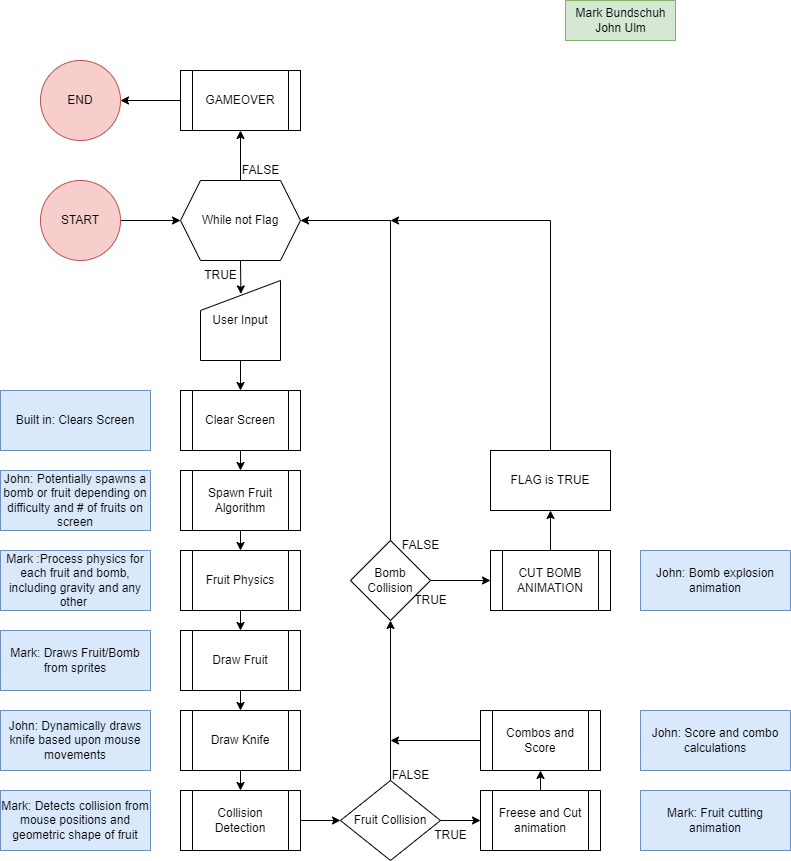 Mark Bundschuh
John Ulm
END
GAMEOVER
FALSE
START
While not Flag
TRUE
User Input
Built in: Clears Screen
Clear Screen
John: Potentially spawns a
bomb or fruit depending on
difficulty and # of fruits on
screen
Spawn Fruit
Algorithm
FLAG is TRUE
Mark :Process physics for
each fruit and bomb,
including gravity and any
other
Fruit Physics
FALSE
Bomb
Collision
TRUE
CUT BOMB
ANIMATION
John: Bomb explosion
animation
Mark: Draws Fruit/Bomb
from sprites
Draw Fruit
John: Dynamically draws
knife based upon mouse
movements
Draw Knife
Combos and
Score
John: Score and combo
calculations
Mark: Detects collision from
mouse positions and
geometric shape of fruit
Collision
Detection
FALSE
Fruit Collision
TRUE
Freese and Cut
animation
Mark: Fruit cutting
animation